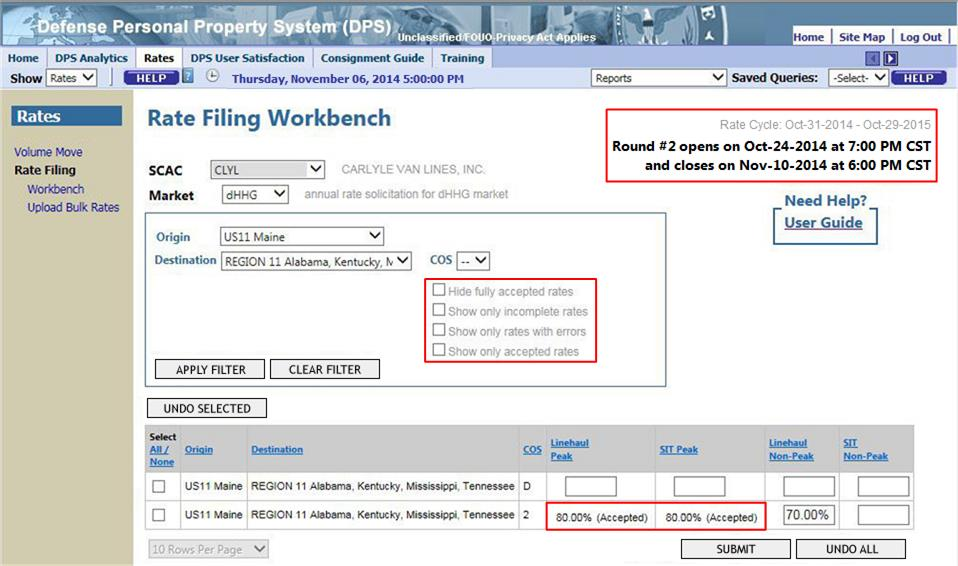 Defense Personal Property System (DPS)
Unclassified/FOUO-Privacy Act Applies
Home | Site Map | Log Out
Home DPS Analytics Rates DPS User Satisfaction Consignment Guide Training
Show Rates HELP ? Thursday, November 06, 2014 5:00:00 PM Reports Saved Queries: -Select- HELP
Rates
Volume Move
Rate Filing
Workbench
Upload Bulk Rates
Rate Filing Workbench
Rate Cycle: Oct-31-2014 - Oct-29-2015
Round #2 opens on Oct-24-2014 at 7:00 PM CST
and closes on Nov-10-2014 at 6:00 PM CST
SCAC CLYL CARLYLE VAN LINES, INC.
Market dHHG annual rate solicitation for dHHG market
Need Help?
User Guide
Origin US11 Maine
Destination REGION 11 Alabama, Kentucky, M COS --
Hide fully accepted rates
Show only incomplete rates
Show only rates with errors
Show only accepted rates
APPLY FILTER CLEAR FILTER
UNDO SELECTED
Select
All /
None
Origin
Destination
COS
Linehaul
Peak
SIT Peak
Linehaul
Non-Peak
SIT
Non-Peak
US11 Maine REGION 11 Alabama, Kentucky, Mississippi, Tennessee D
US11 Maine REGION 11 Alabama, Kentucky, Mississippi, Tennessee 2 80.00% (Accepted) 80.00% (Accepted) 70.00%
10 Rows Per Page SUBMIT UNDO ALL